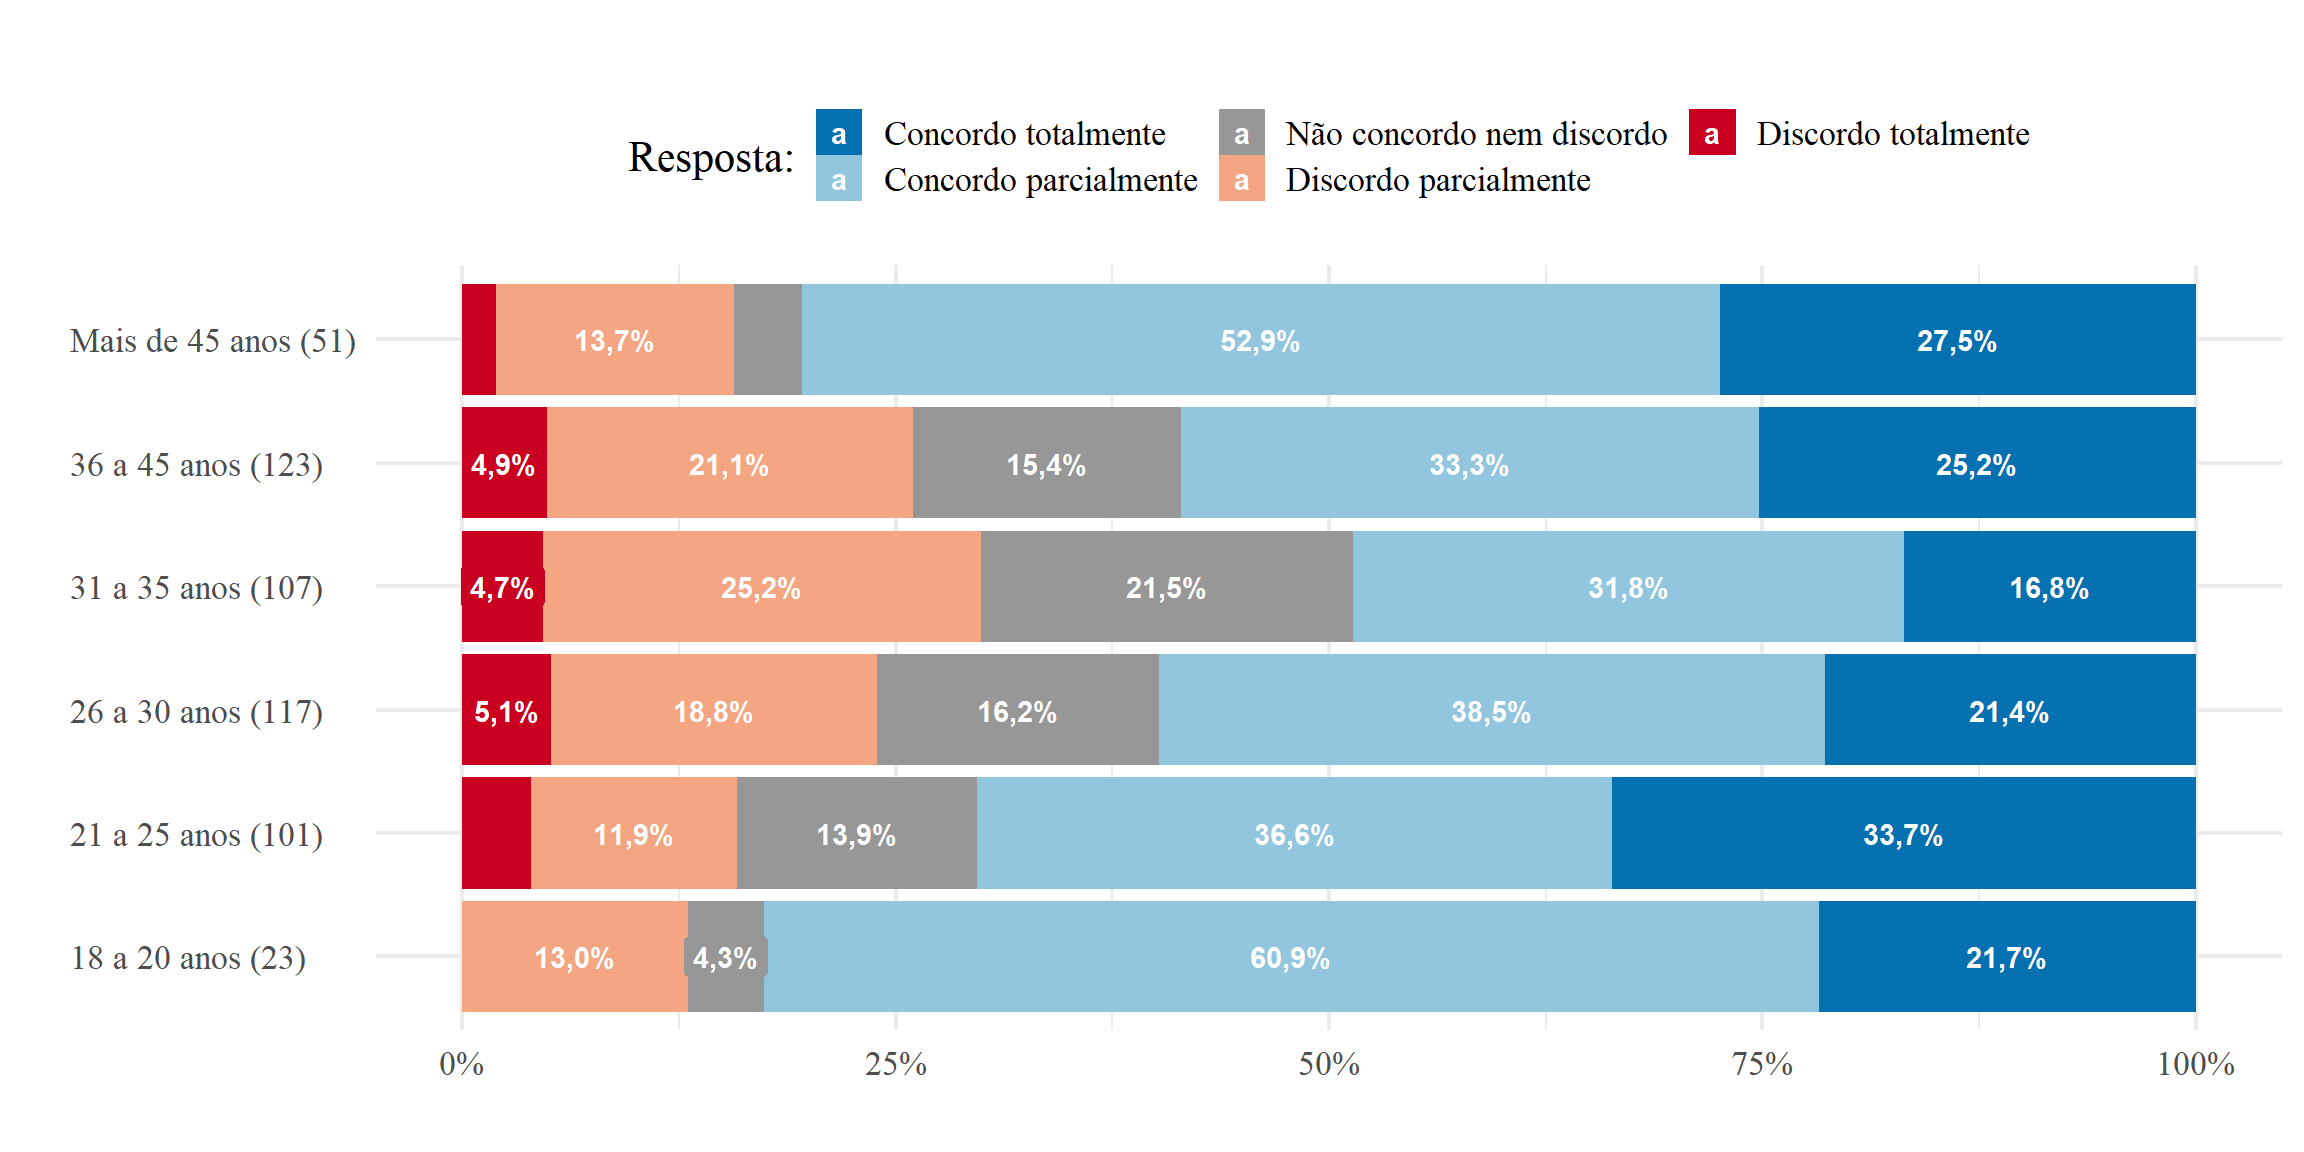 Resposta:
a Concordo totalmente
a Concordo parcialmente
a Não concordo nem discordo
a Discordo parcialmente
a Discordo totalmente
Mais de 45 anos (51) 13,7% 52,9% 27,5%
36 a 45 anos (123) 4,9% 21,1% 15,4% 33,3% 25,2%
31 a 35 anos (107) 4,7% 25,2% 21,5% 31,8% 16,8%
26 a 30 anos (117) 5,1% 18,8% 16,2% 38,5% 21,4%
21 a 25 anos (101) 11,9% 13,9% 36,6% 33,7%
18 a 20 anos (23) 13,0% 4,3% 60,9% 21,7%
0% 25% 50% 75% 100%